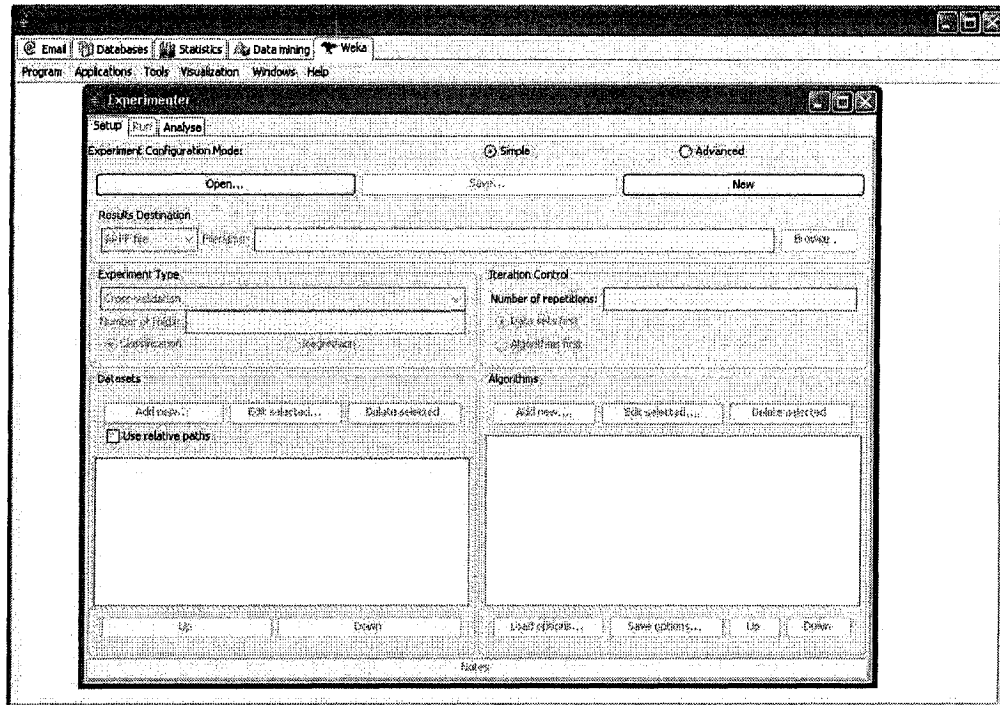 Email Databases Statistics Data mining Weka
Program Applications Tools Visualization Windows Help
Experimenter
Setup Run Analyse
Experiment Configuration Mode: Simple Advanced
Open... Save... New
Results Destination
ARFF file Filename: Browse...
Experiment Type
Cross-validation
Number of folds:
Classification Regression
Iteration Control
Number of repetitions:
Data sets first
Algorithms first
Datasets
Add new... Edit selected... Delete selected
Use relative paths
Up Down
Algorithms
Add new... Edit selected... Delete selected
Load options... Save options... Up Down
Notes